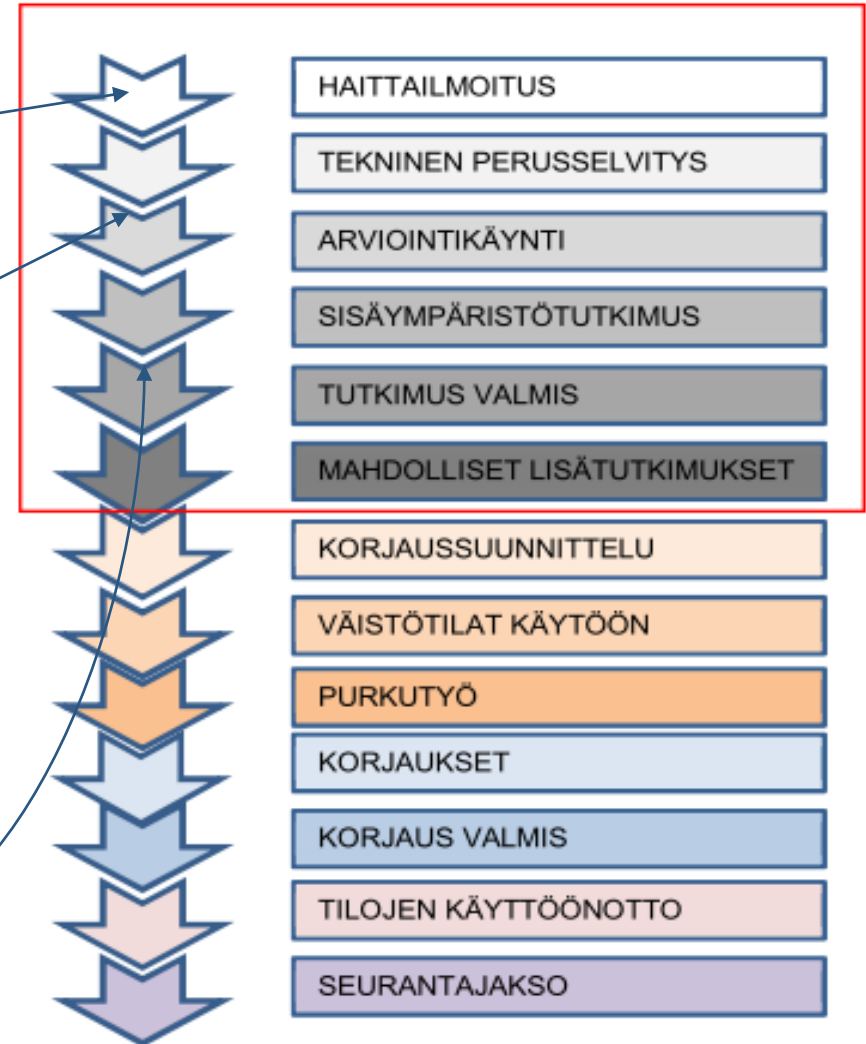 HAITTAILMOITUS
TEKNINEN PERUSSELVITYS
ARVIOINTIKÄYNTI
SISÄYMPÄRISTÖTUTKIMUS
TUTKIMUS VALMIS
MAHDOLLISET LISÄTUTKIMUKSET
KORJAUSSUUNNITTELU
VÄISTÖTILAT KÄYTÖÖN
PURKUTYÖ
KORJAUKSET
KORJAUS VALMIS
TILOJEN KÄYTTÖÖNOTTO
SEURANTAJAKSO